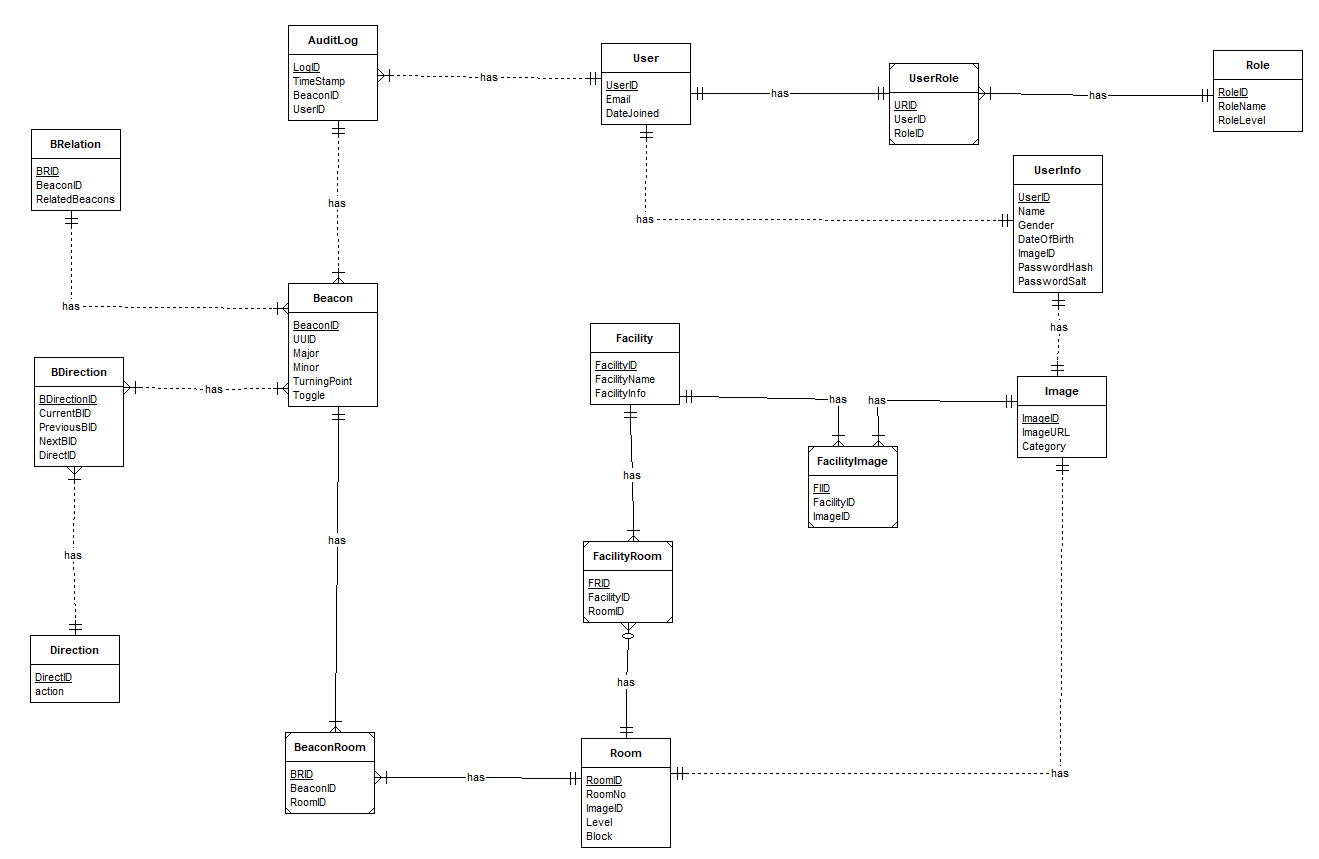 AuditLog
LogID
TimeStamp
BeaconID
UserID
has
User
UserID
Email
DateJoined
has
UserRole
URID
UserID
RoleID
has
Role
RoleID
RoleName
RoleLevel
BRelation
BRID
BeaconID
RelatedBeacons
has
has
UserInfo
UserID
Name
Gender
DateOfBirth
ImageID
PasswordHash
PasswordSalt
has
has
Beacon
BeaconID
UUID
Major
Minor
TurningPoint
Toggle
BDirection
BDirectionID
CurrentBID
PreviousBID
NextBID
DirectID
has
Facility
FacilityID
FacilityName
FacilityInfo
has
has
Image
ImageID
ImageURL
Category
FacilityImage
FIID
FacilityID
ImageID
has
has
has
FacilityRoom
FRID
FacilityID
RoomID
Direction
DirectID
action
has
BeaconRoom
BRID
BeaconID
RoomID
has
Room
RoomID
RoomNo
ImageID
Level
Block
has